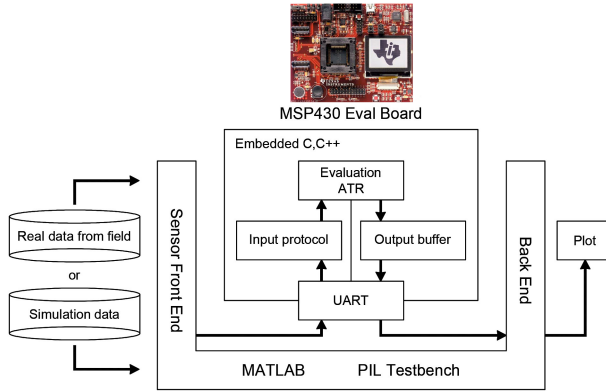 MSP430 Eval Board
Embedded C,C++
Evaluation
ATR
Sensor Front End
Real data from field
Input protocol
Output buffer
Back End
Plot
or
Simulation data
UART
MATLAB
PIL Testbench